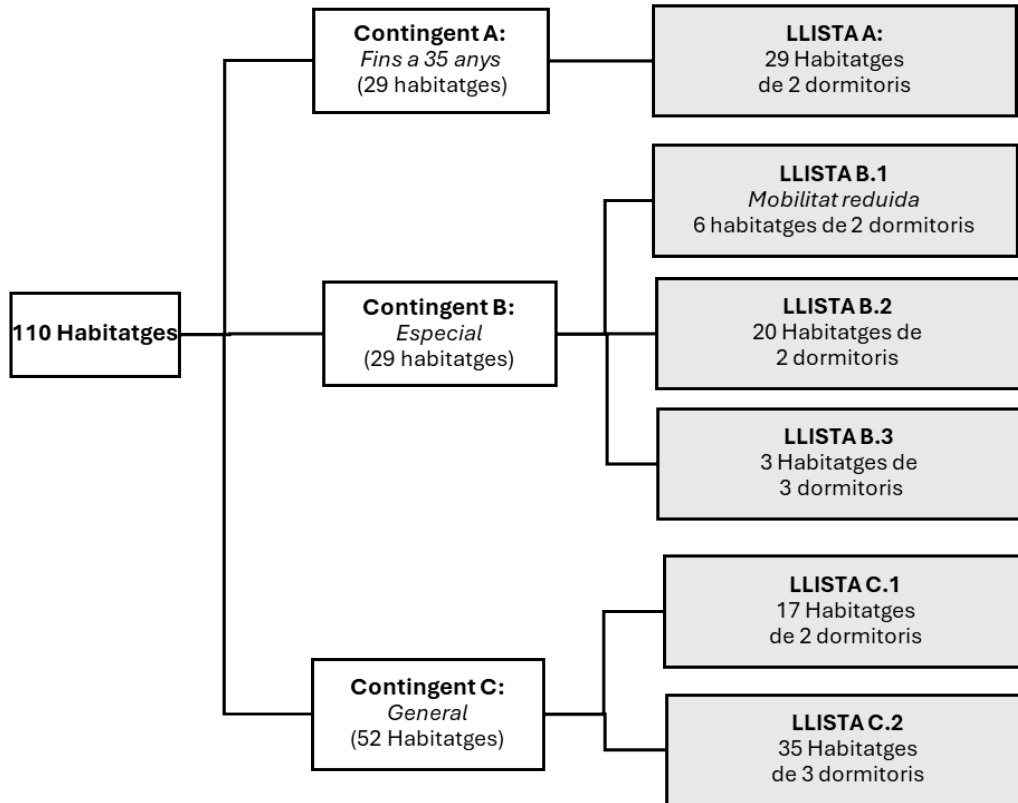 110 Habitatges
Contingent A:
Fins a 35 anys
(29 habitatges)
LLISTA A:
29 Habitatges
de 2 dormitoris
Contingent B:
Especial
(29 habitatges)
LLISTA B.1
Mobilitat reduida
6 habitatges de 2 dormitoris
LLISTA B.2
20 Habitatges de
2 dormitoris
LLISTA B.3
3 Habitatges de
3 dormitoris
Contingent C:
General
(52 Habitatges)
LLISTA C.1
17 Habitatges
de 2 dormitoris
LLISTA C.2
35 Habitatges
de 3 dormitoris